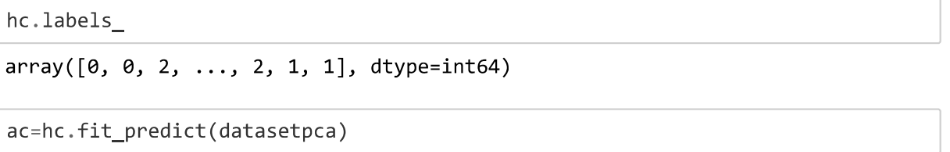 hc.labels_
array([0, 0, 2, ..., 2, 1, 1], dtype=int64)
ac=hc.fit_predict(datasetpca)